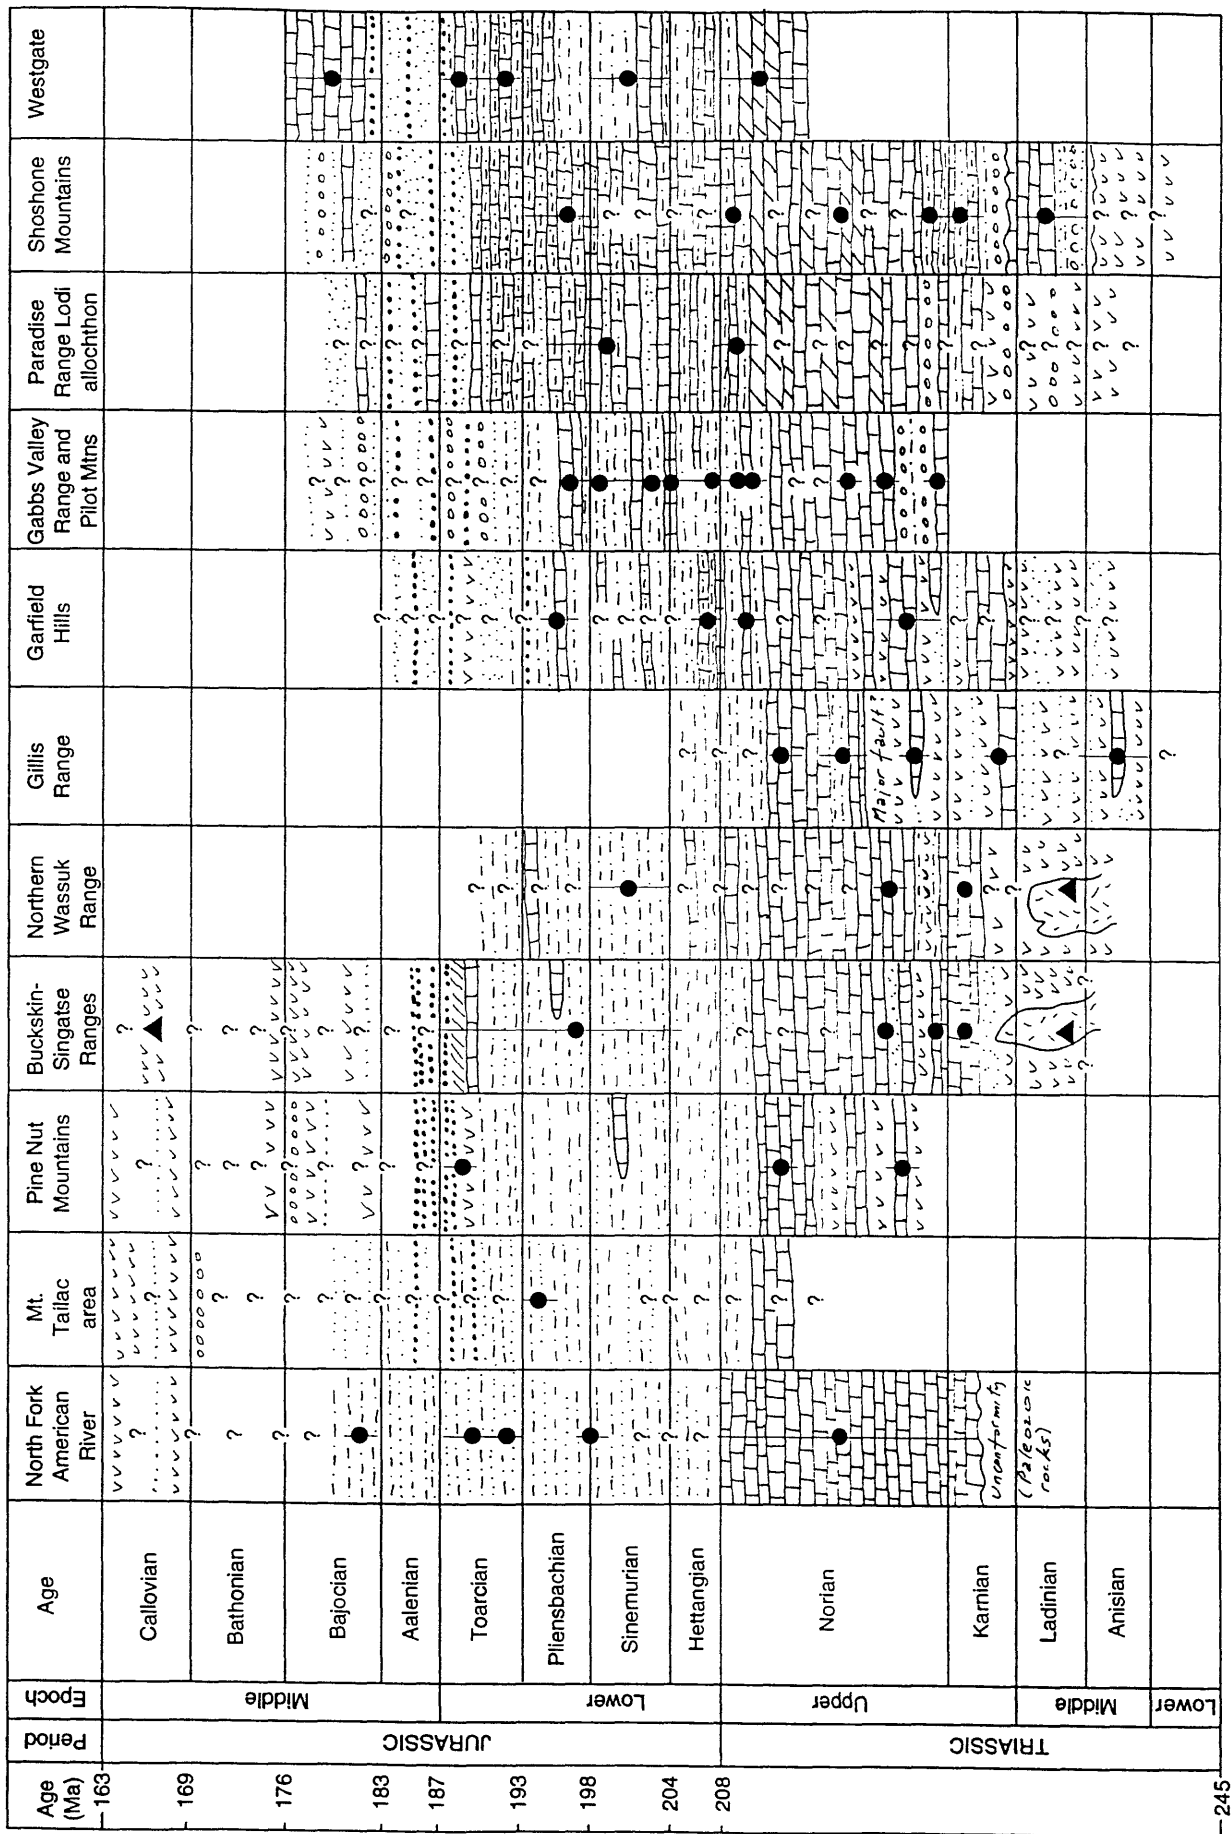 Age
(Ma)
Period
Epoch
Age
North Fork
American
River
Mt.
Tallac
area
Pine Nut
Mountains
Buckskin-
Singatse
Ranges
Northern
Wassuk
Range
Gillis
Range
Garfield
Hills
Gabbs Valley
Range and
Pilot Mtns
Paradise
Range Lodi
allochthon
Shoshone
Mountains
Westgate
163
169
176
183
187
193
198
204
208
245
JURASSIC
TRIASSIC
Middle
Lower
Upper
Middle
Lower
Callovian
Bathonian
Bajocian
Aalenian
Toarcian
Pliensbachian
Sinemurian
Hettangian
Norian
Karnian
Ladinian
Anisian
unconformity
(Paleozoic
rocks)
Major fault?